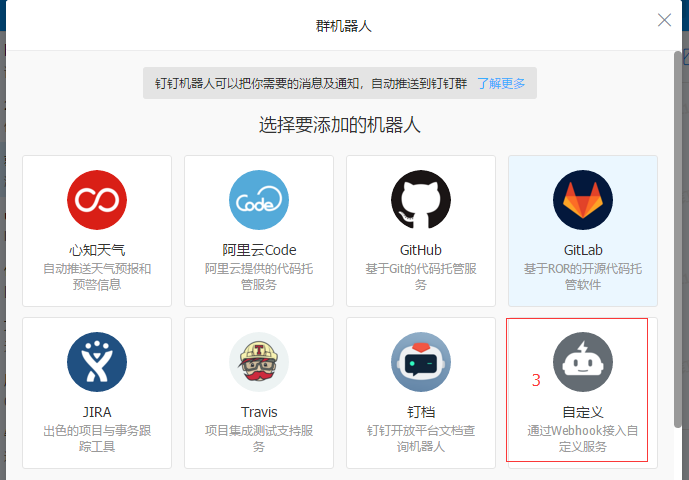 群机器人
钉钉机器人可以把你需要的消息及通知，自动推送到钉钉群 了解更多
选择要添加的机器人
心知天气
自动推送天气预报和
预警信息
Code
阿里云Code
阿里云提供的代码托
管服务
GitHub
基于Git的代码托管服
务
GitLab
基于ROR的开源代码托
管软件
JIRA
出色的项目与事务跟
踪工具
Travis
项目集成测试支持服
务
钉档
钉钉开放平台文档查
询机器人
3
自定义
通过Webhook接入自
定义服务